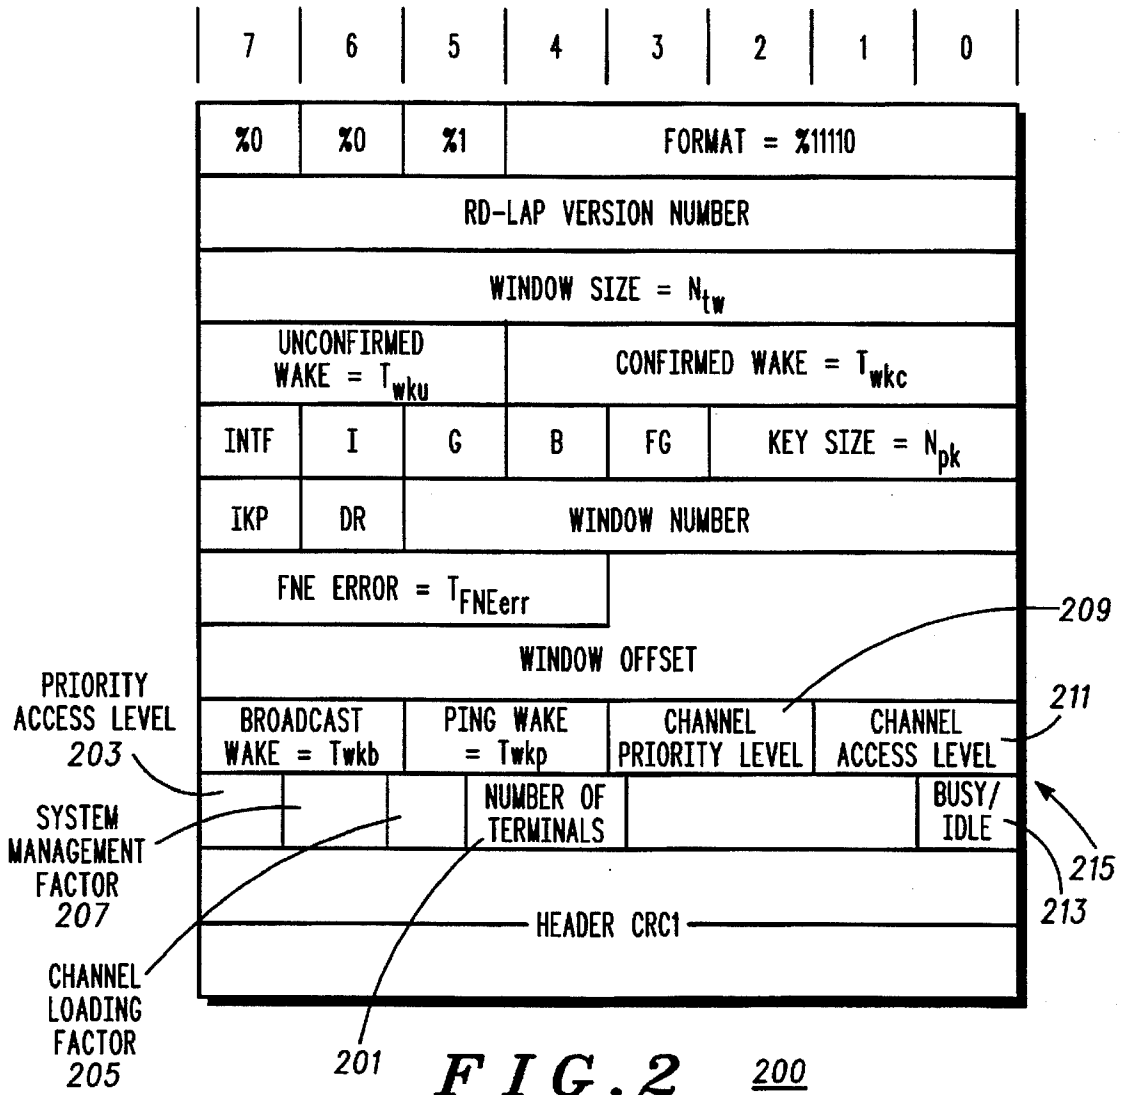 7 6 5 4 3 2 1 0
%0 %0 %1 FORMAT = %11110
RD-LAP VERSION NUMBER
WINDOW SIZE = Ntw
UNCONFIRMED
WAKE = Twku
CONFIRMED WAKE = Twkc
INTF I G B FG KEY SIZE = Npk
IKP DR WINDOW NUMBER
FNE ERROR = TFNEerr
209
WINDOW OFFSET
PRIORITY
ACCESS LEVEL
203
BROADCAST
WAKE = Twkb
PING WAKE
= Twkp
CHANNEL
PRIORITY LEVEL
CHANNEL
ACCESS LEVEL
211
SYSTEM
MANAGEMENT
FACTOR
207
NUMBER OF
TERMINALS
BUSY/
IDLE
215
213
HEADER CRC1
CHANNEL
LOADING
FACTOR
205
201
FIG.2 200